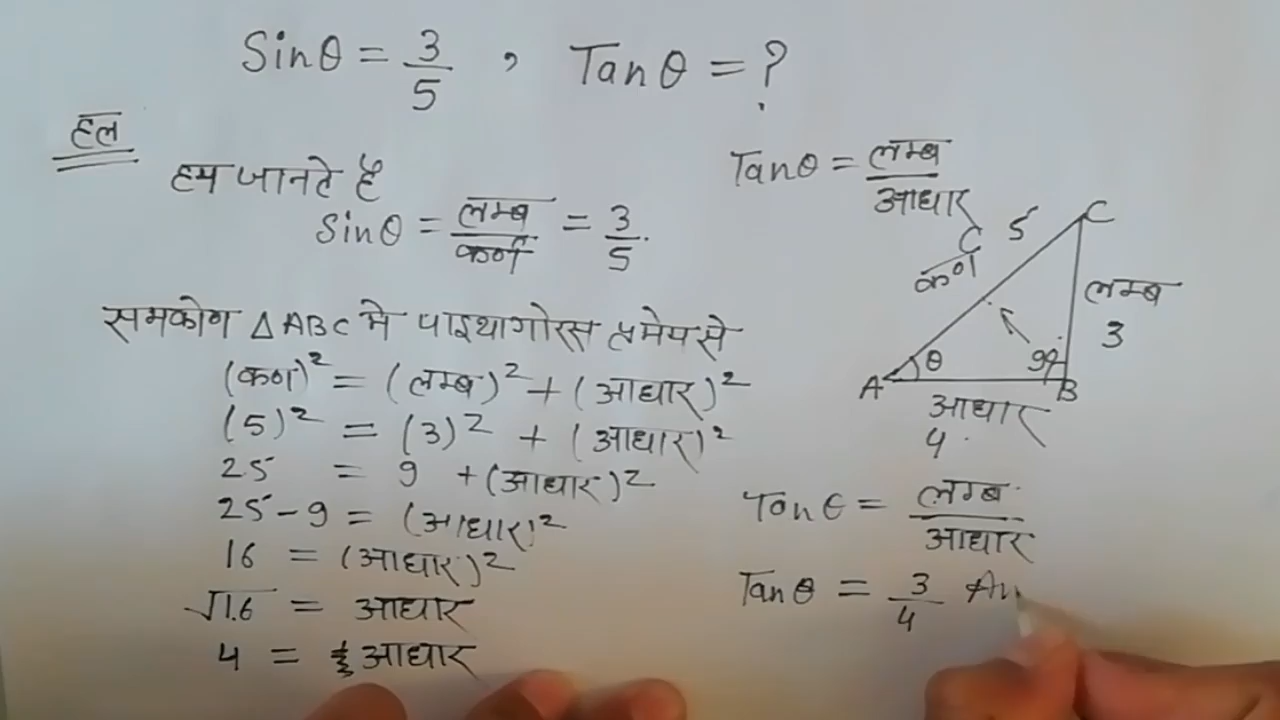 Sinθ = 3/5 , Tanθ = ?
हल
हम जानते है
Sinθ = लम्ब/कर्ण = 3/5.
समकोण △ABC मे पाइथागोरस प्रमेय से
(कर्ण)² = (लम्ब)² + (आधार)²
(5)² = (3)² + (आधार)²
25 = 9 + (आधार)²
25 - 9 = (आधार)²
16 = (आधार)²
√16 = आधार
4 = आधार
Tanθ = लम्ब/आधार
C
5
कर्ण
लम्ब
3
θ
90
A
B
आधार
4
Tanθ = लम्ब/आधार
Tanθ = 3/4